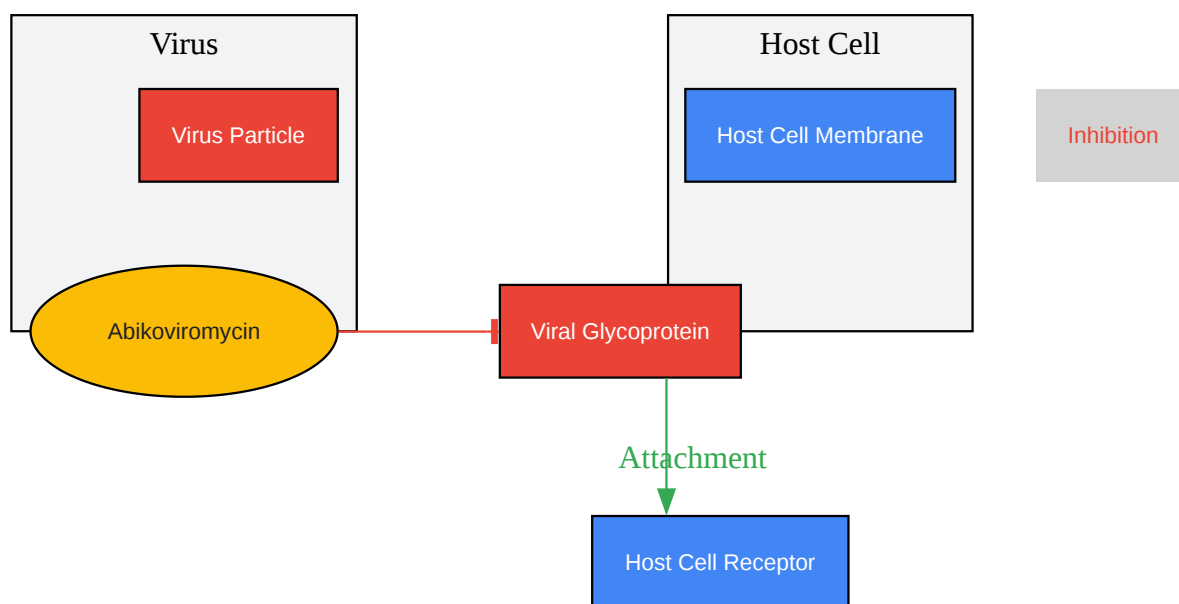 Virus
Host Cell
Virus Particle
Host Cell Membrane
Inhibition
Abikoviromycin
Viral Glycoprotein
Attachment
Host Cell Receptor